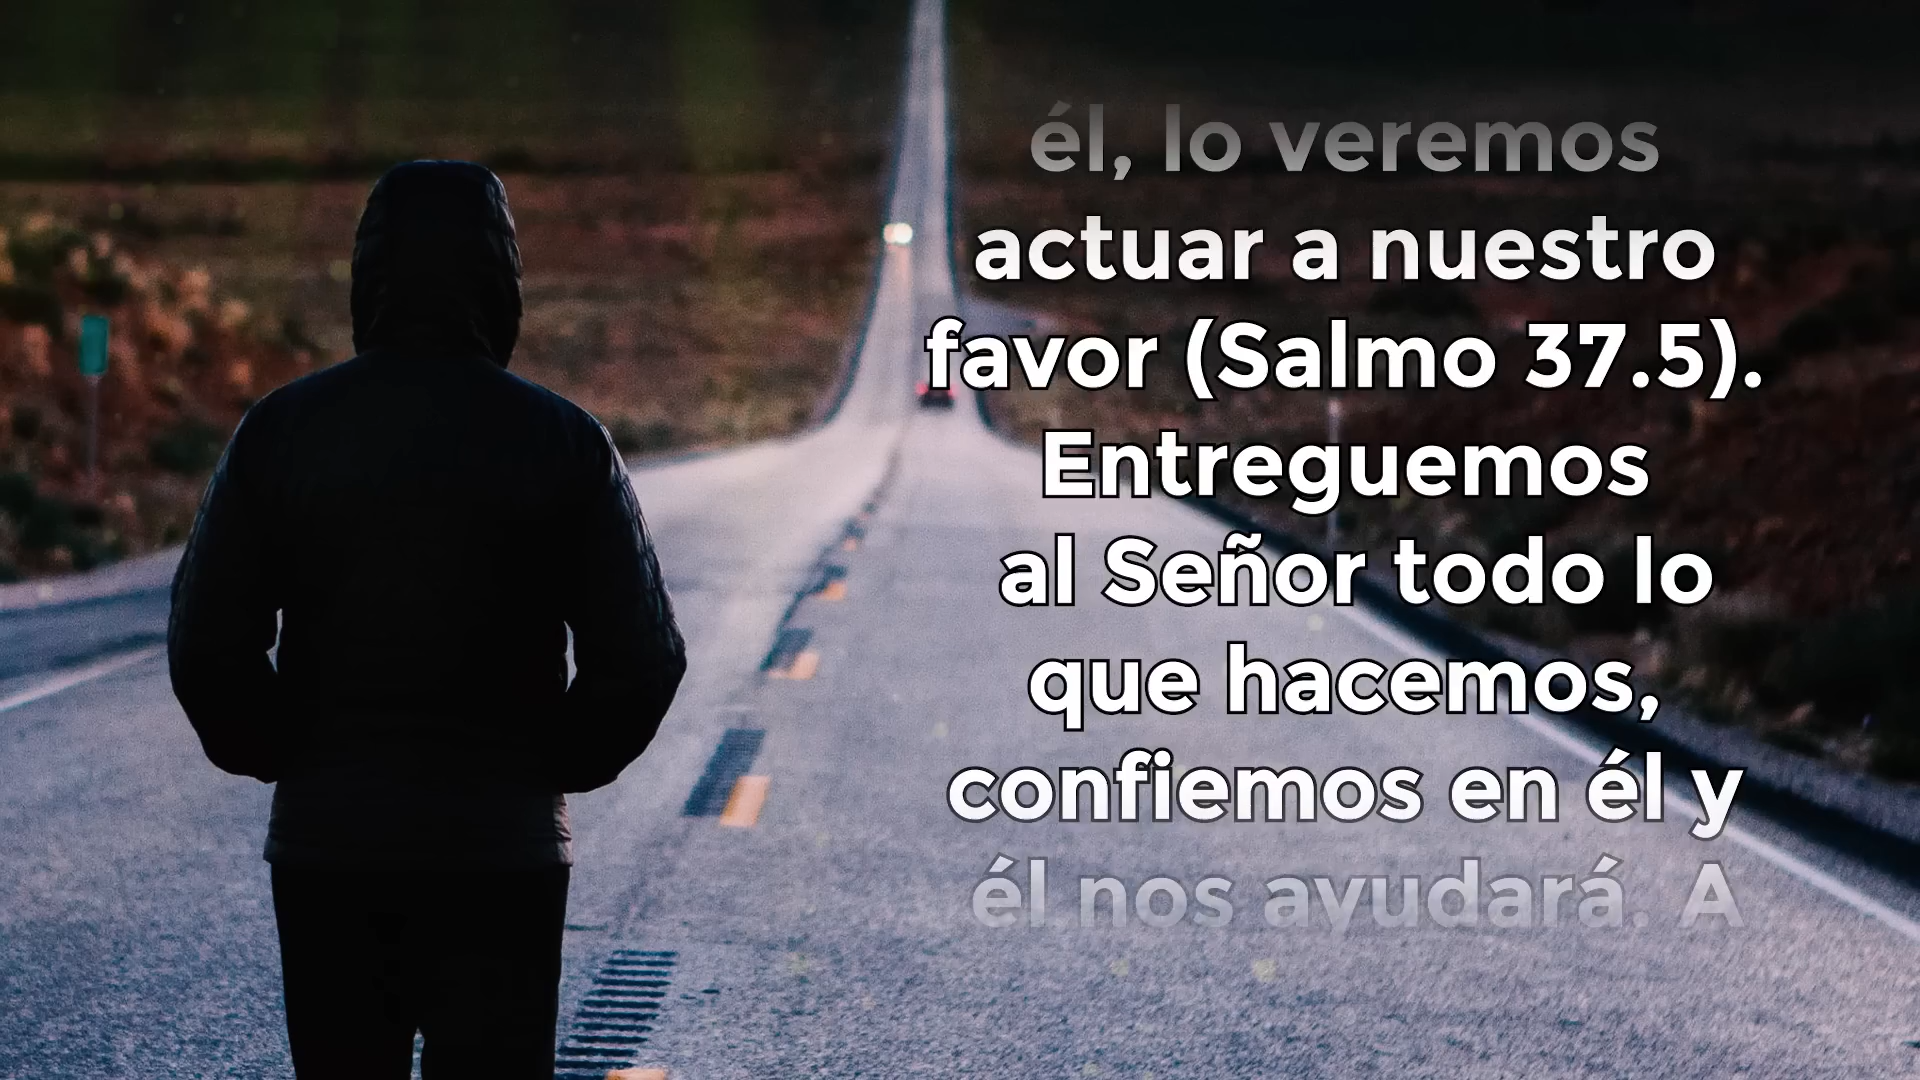 él, lo veremos
actuar a nuestro
favor (Salmo 37.5).
Entreguemos
al Señor todo lo
que hacemos,
confiemos en él y
él nos ayudará. A